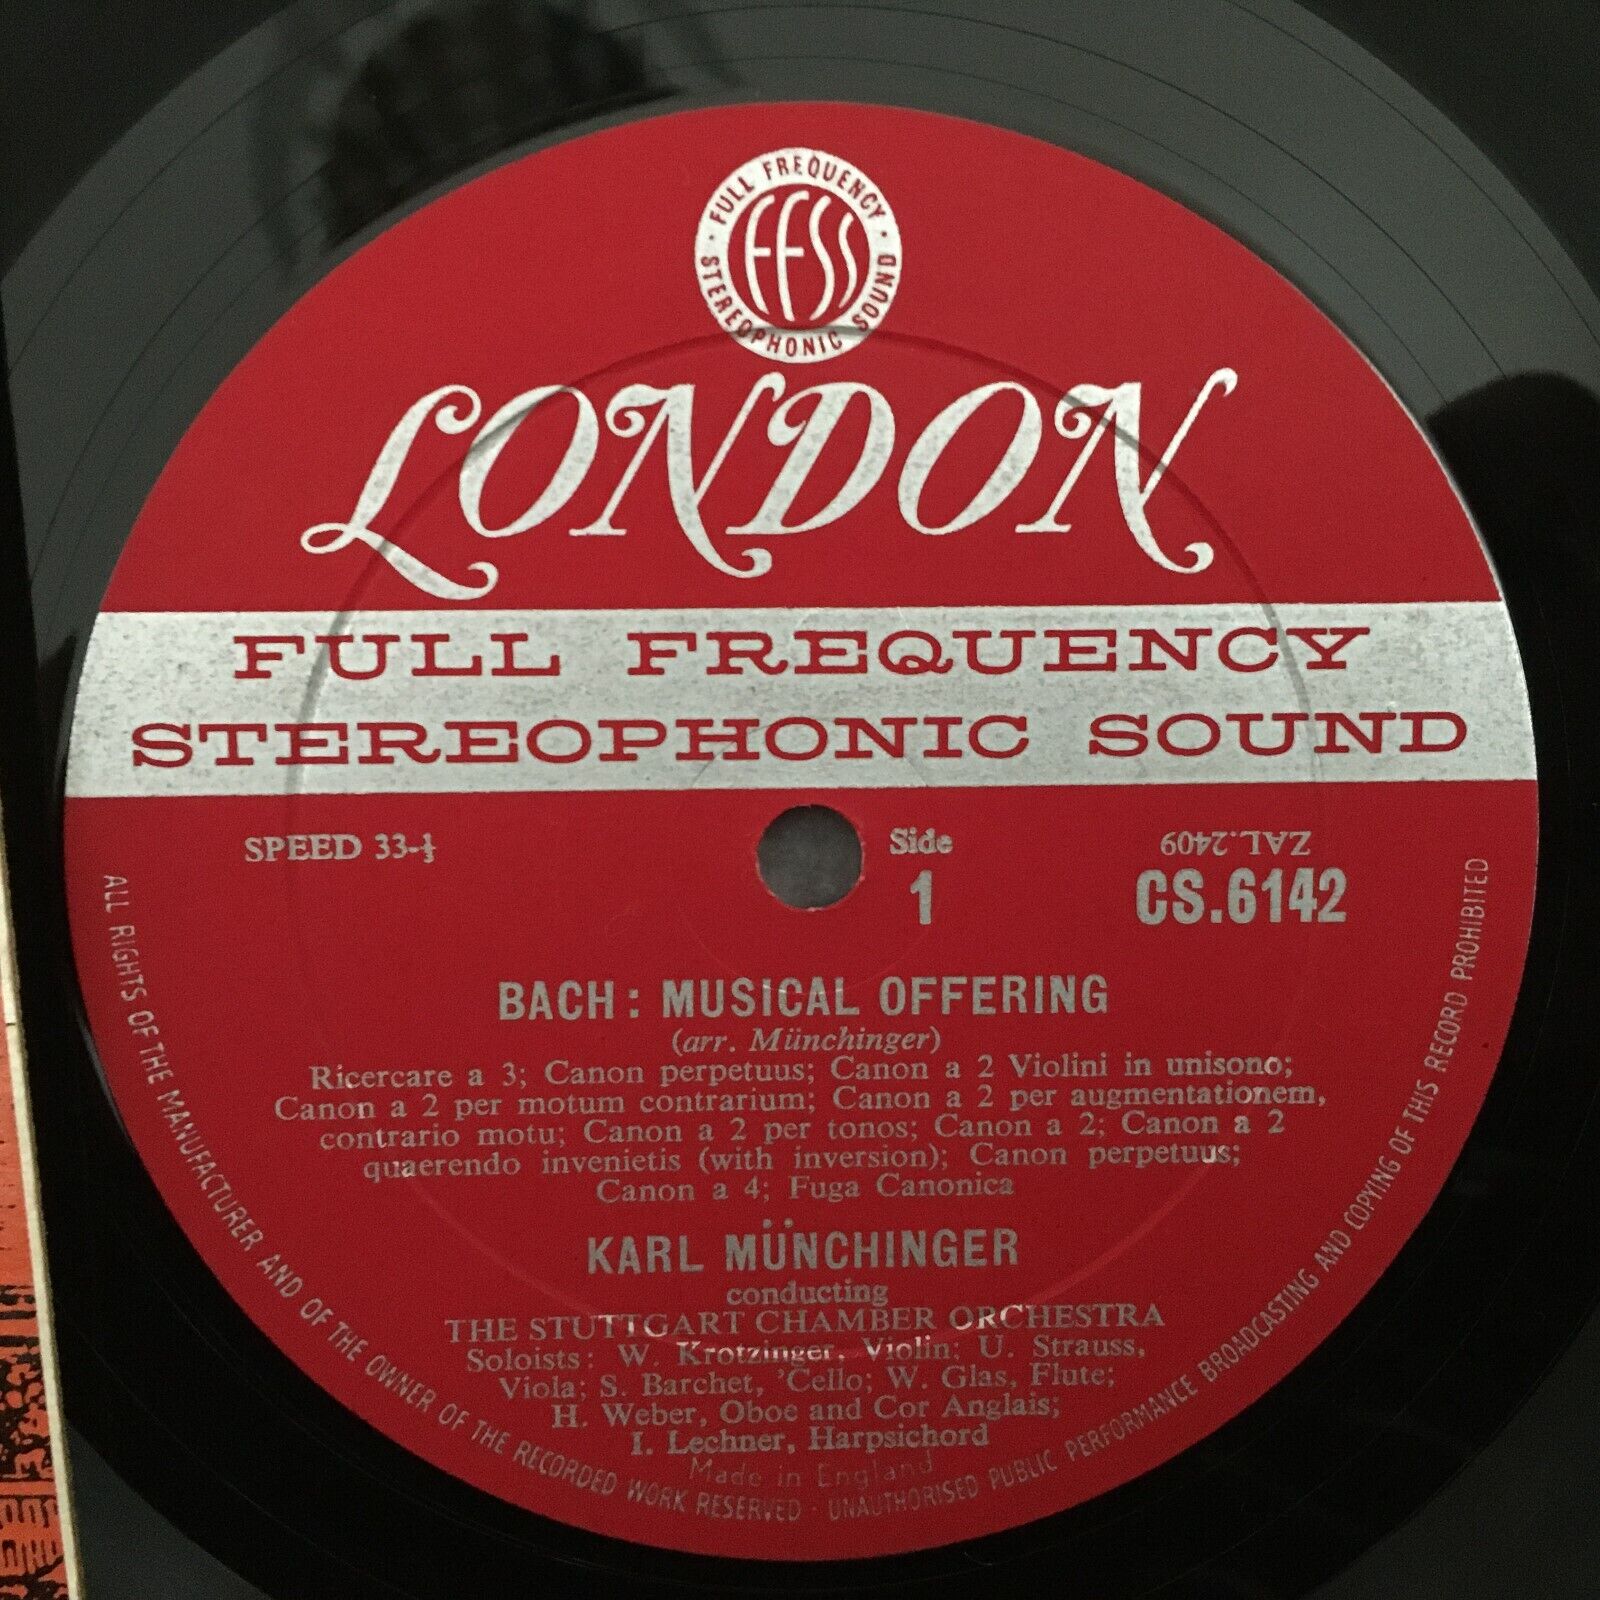 FULL FREQUENCY
STEREOPHONIC SOUND
FFSS
LONDON
FULL FREQUENCY
STEREOPHONIC SOUND
SPEED 33-⅓
Side
1
ZAL.2409
CS.6142
BACH: MUSICAL OFFERING
(arr. Münchinger)
Ricercare a 3; Canon perpetuus; Canon a 2 Violini in unisono;
Canon a 2 per motum contrarium; Canon a 2 per augmentationem,
contrario motu; Canon a 2 per tonos; Canon a 2; Canon a 2
quaerendo invenietis (with inversion); Canon perpetuus;
Canon a 4; Fuga Canonica
KARL MÜNCHINGER
conducting
THE STUTTGART CHAMBER ORCHESTRA
Soloists: W. Krotzinger, Violin; U. Strauss,
Viola; S. Barchet, 'Cello; W. Glas, Flute;
H. Weber, Oboe and Cor Anglais;
I. Lechner, Harpsichord
Made in England
ALL RIGHTS OF THE MANUFACTURER AND OF THE OWNER OF THE RECORDED WORK RESERVED · UNAUTHORISED PUBLIC PERFORMANCE BROADCASTING AND COPYING OF THIS RECORD PROHIBITED